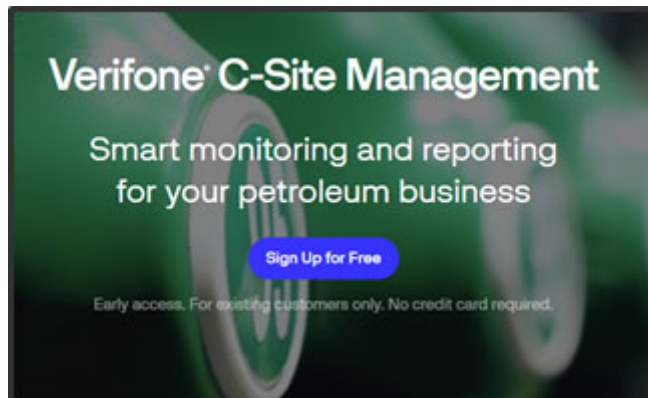 Verifone® C-Site Management
Smart monitoring and reporting
for your petroleum business
Sign Up for Free
Early access. For existing customers only. No credit card required.